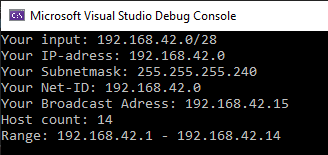 Microsoft Visual Studio Debug Console
Your input: 192.168.42.0/28
Your IP-adress: 192.168.42.0
Your Subnetmask: 255.255.255.240
Your Net-ID: 192.168.42.0
Your Broadcast Adress: 192.168.42.15
Host count: 14
Range: 192.168.42.1 - 192.168.42.14